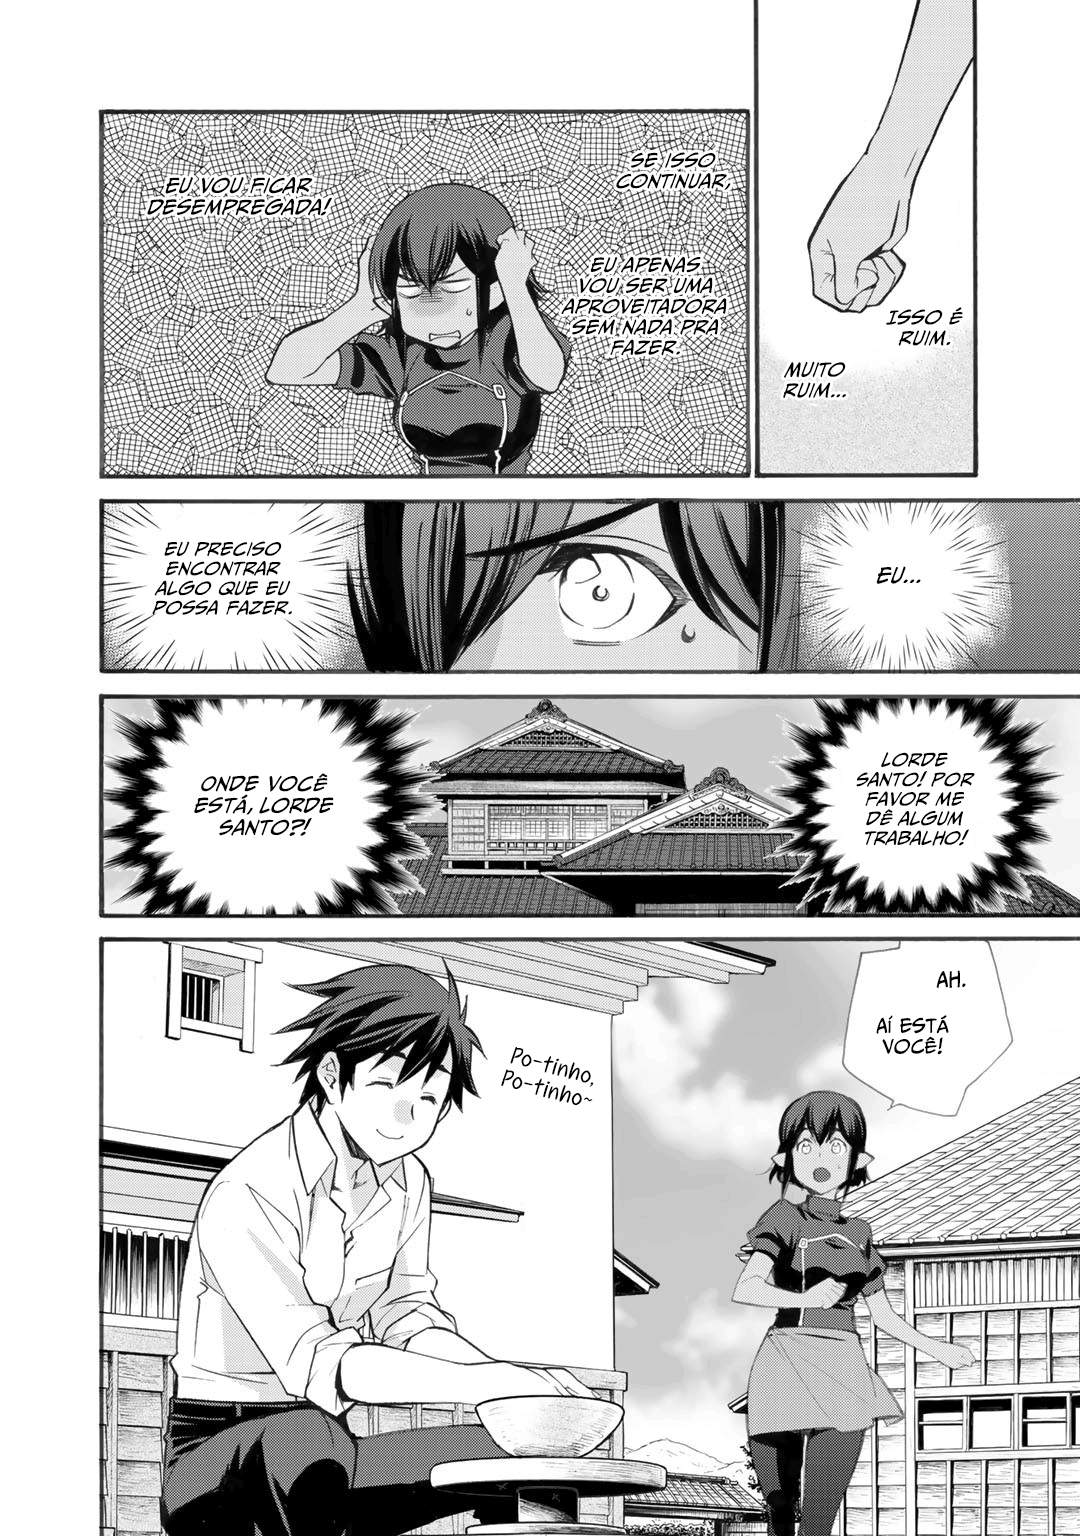 ISSO É
RUIM.
MUITO
RUIM...
SE ISSO
CONTINUAR,
EU APENAS
VOU SER UMA
APROVEITADORA
SEM NADA PRA
FAZER.
EU VOU FICAR
DESEMPREGADA!
EU...
EU PRECISO
ENCONTRAR
ALGO QUE EU
POSSA FAZER.
LORDE
SANTO! POR
FAVOR ME
DÊ ALGUM
TRABALHO!
ONDE VOCÊ
ESTÁ, LORDE
SANTO?!
AH.
AÍ ESTÁ
VOCÊ!
Po-tinho,
Po-tinho~